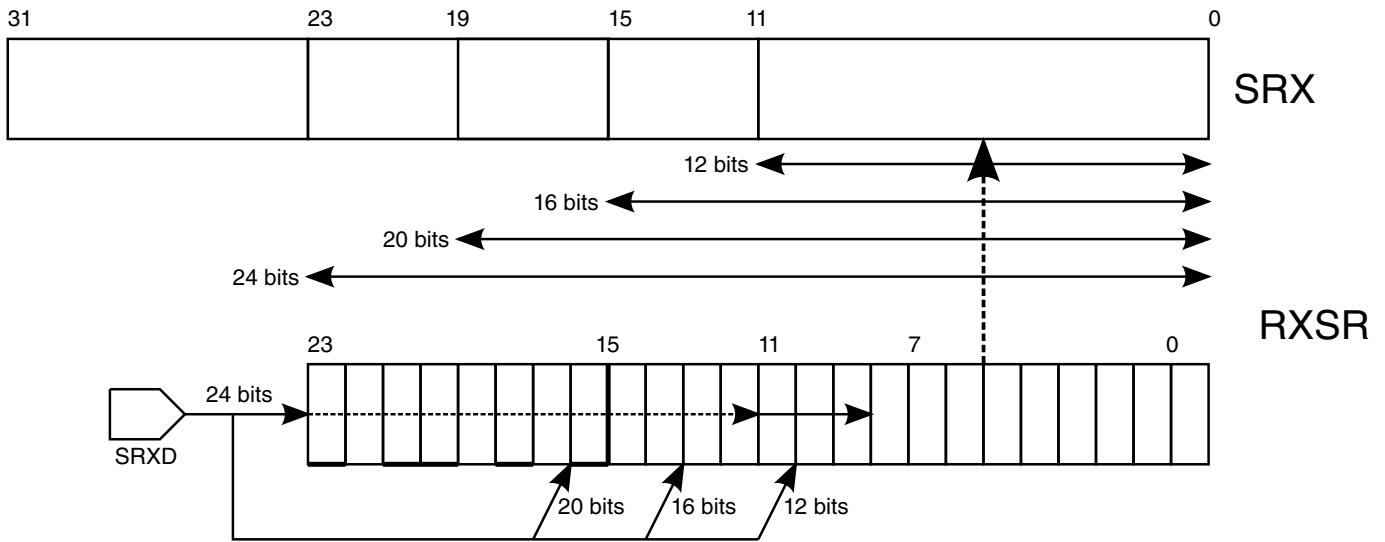 31 23 19 15 11 0
SRX
12 bits
16 bits
20 bits
24 bits
RXSR
23 15 11 7 0
24 bits
SRXD
20 bits 16 bits 12 bits